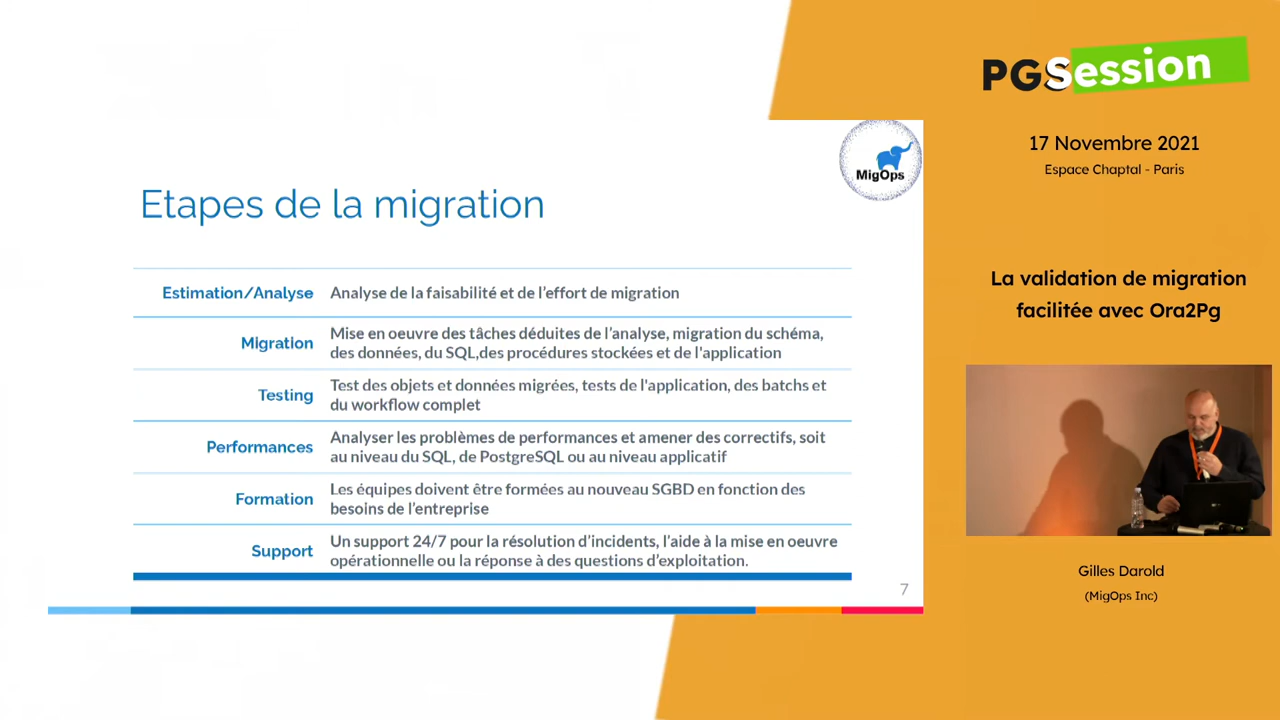 PGSession
17 Novembre 2021
Espace Chaptal - Paris
MigOps
Etapes de la migration
Estimation/Analyse
Analyse de la faisabilité et de l'effort de migration
Migration
Mise en oeuvre des tâches déduites de l'analyse, migration du schéma,
des données, du SQL,des procédures stockées et de l'application
Testing
Test des objets et données migrées, tests de l'application, des batchs et
du workflow complet
Performances
Analyser les problèmes de performances et amener des correctifs, soit
au niveau du SQL, de PostgreSQL ou au niveau applicatif
Formation
Les équipes doivent être formées au nouveau SGBD en fonction des
besoins de l'entreprise
Support
Un support 24/7 pour la résolution d'incidents, l'aide à la mise en oeuvre
opérationnelle ou la réponse à des questions d'exploitation.
7
La validation de migration
facilitée avec Ora2Pg
Gilles Darold
(MigOps Inc)